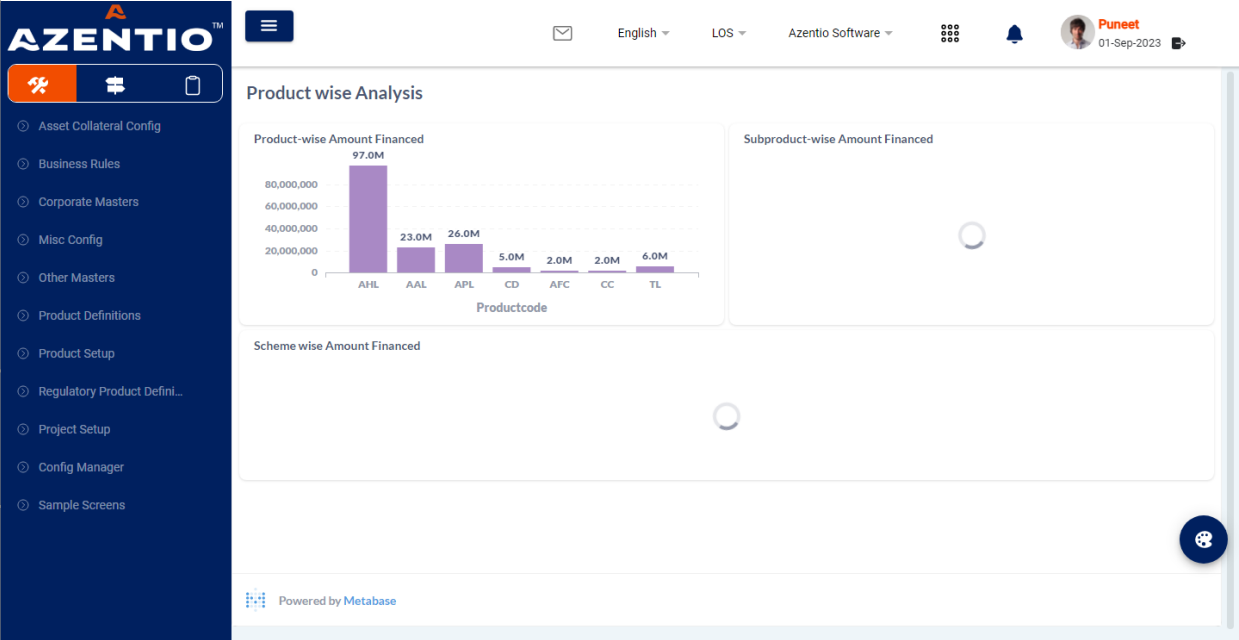 AZENTIO™
English
LOS
Azentio Software
Puneet
01-Sep-2023
Asset Collateral Config
Business Rules
Corporate Masters
Misc Config
Other Masters
Product Definitions
Product Setup
Regulatory Product Defini...
Project Setup
Config Manager
Sample Screens
Product wise Analysis
Product-wise Amount Financed
97.0M
80,000,000
60,000,000
40,000,000
20,000,000
0
23.0M
26.0M
5.0M
2.0M
2.0M
6.0M
AHL AAL APL CD AFC CC TL
Productcode
Subproduct-wise Amount Financed
Scheme wise Amount Financed
Powered by Metabase